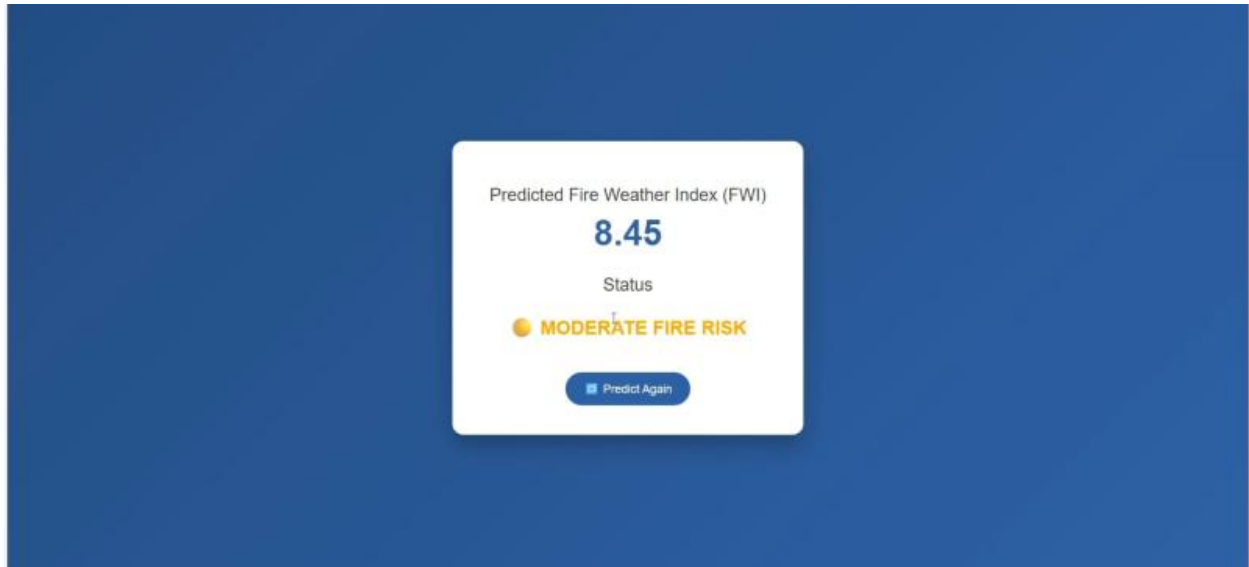 Predicted Fire Weather Index (FWI)
8.45
Status
MODERATE FIRE RISK
Predict Again